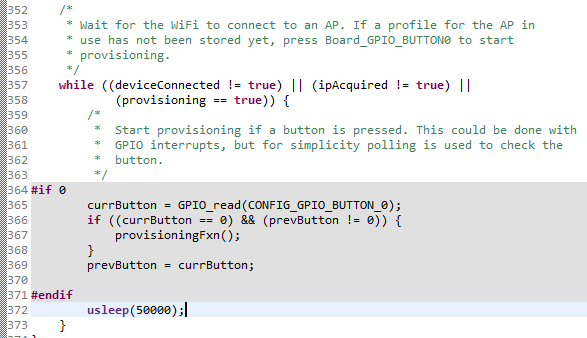 352 /*
353 * Wait for the WiFi to connect to an AP. If a profile for the AP in
354 * use has not been stored yet, press Board_GPIO_BUTTON0 to start
355 * provisioning.
356 */
357 while ((deviceConnected != true) || (ipAcquired != true) ||
358 (provisioning == true)) {
359 /*
360 * Start provisioning if a button is pressed. This could be done with
361 * GPIO interrupts, but for simplicity polling is used to check the
362 * button.
363 */
364 #if 0
365 currButton = GPIO_read(CONFIG_GPIO_BUTTON_0);
366 if ((currButton == 0) && (prevButton != 0)) {
367 provisioningFxn();
368 }
369 prevButton = currButton;
370
371 #endif
372 usleep(50000);
373 }